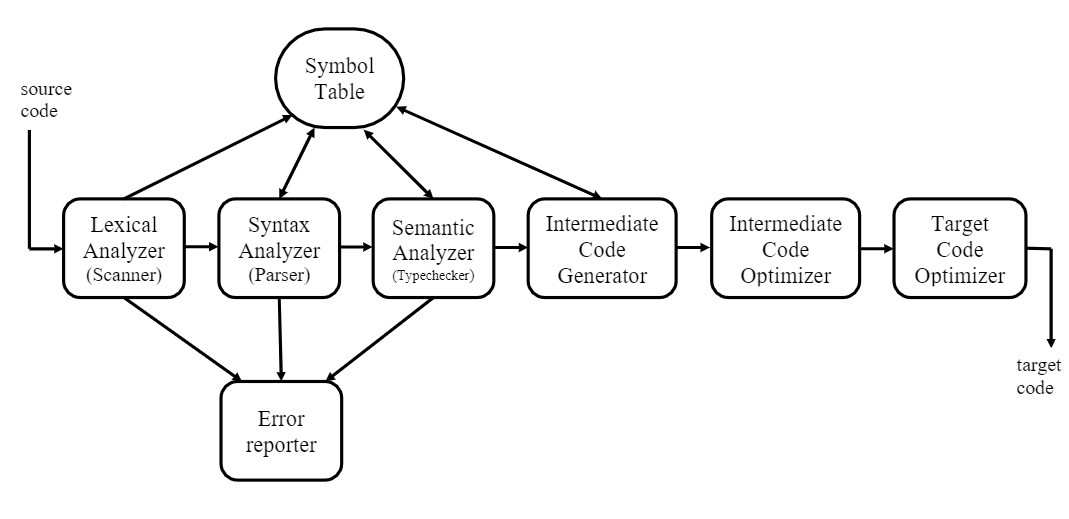 Symbol
Table
source
code
Lexical
Analyzer
(Scanner)
Syntax
Analyzer
(Parser)
Semantic
Analyzer
(Typechecker)
Intermediate
Code
Generator
Intermediate
Code
Optimizer
Target
Code
Optimizer
target
code
Error
reporter